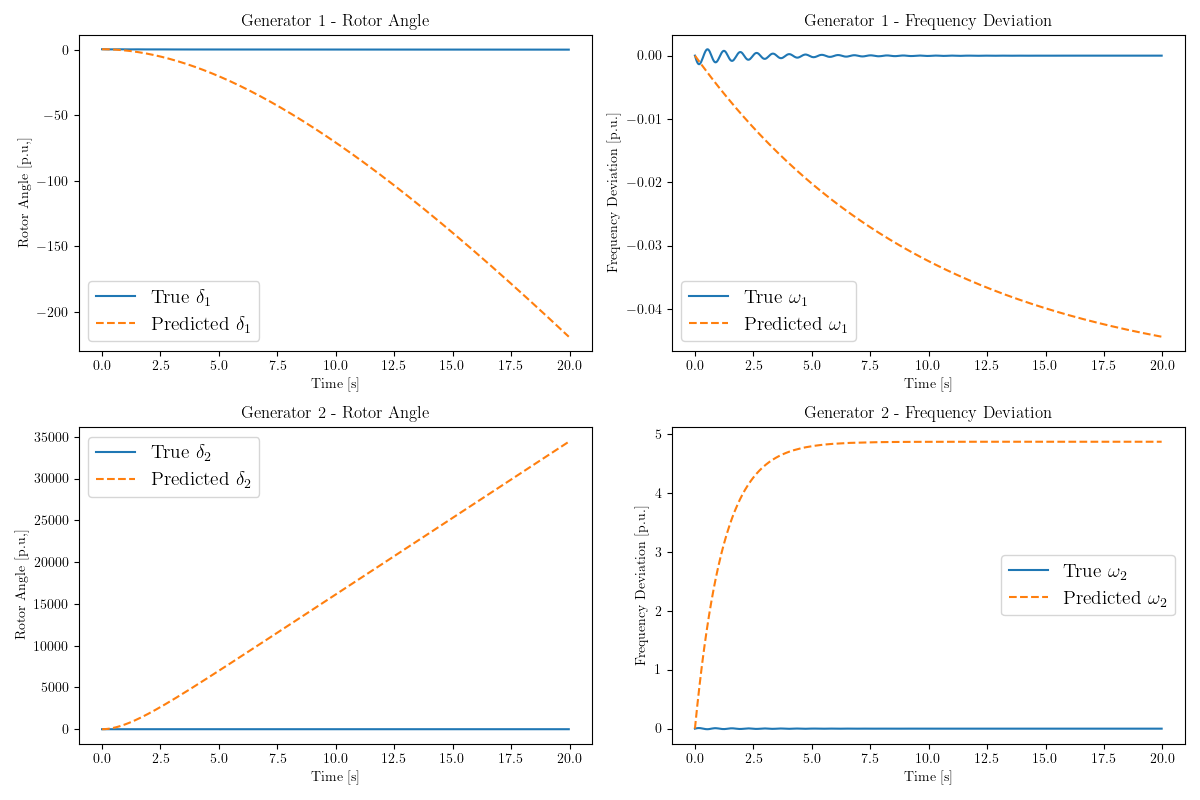 Generator 1 - Rotor Angle
Rotor Angle [p.u,]
0
−50
−100
−150
−200
True δ1
Predicted δ1
0.0 2.5 5.0 7.5 10.0 12.5 15.0 17.5 20.0
Time [s]
Generator 1 - Frequency Deviation
Frequency Deviation [p.u.]
0.00
−0.01
−0.02
−0.03
−0.04
True ω1
Predicted ω1
0.0 2.5 5.0 7.5 10.0 12.5 15.0 17.5 20.0
Time [s]
Generator 2 - Rotor Angle
Rotor Angle [p.u,]
35000
30000
25000
20000
15000
10000
5000
0
True δ2
Predicted δ2
0.0 2.5 5.0 7.5 10.0 12.5 15.0 17.5 20.0
Time [s]
Generator 2 - Frequency Deviation
Frequency Deviation [p.u.]
5
4
3
2
1
0
True ω2
Predicted ω2
0.0 2.5 5.0 7.5 10.0 12.5 15.0 17.5 20.0
Time [s]